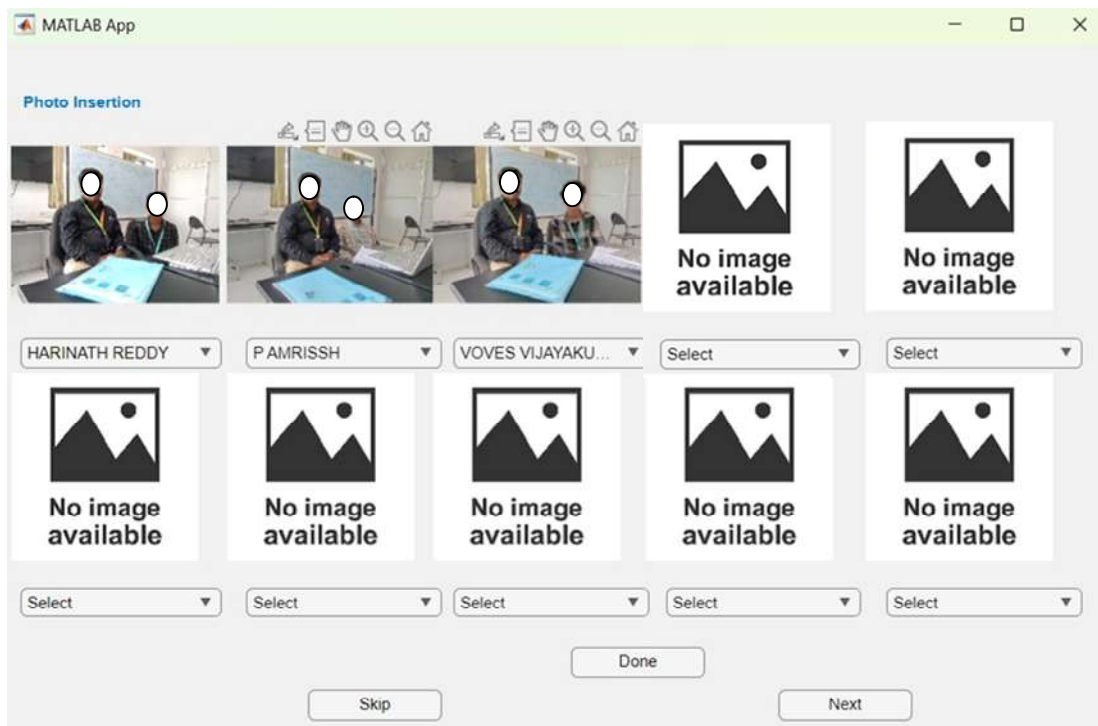 MATLAB App
Photo Insertion
No image
available
No image
available
HARINATH REDDY
P AMRISSH
VOVES VIJAYAKU...
Select
Select
No image
available
No image
available
No image
available
No image
available
No image
available
Select
Select
Select
Select
Select
Done
Skip
Next